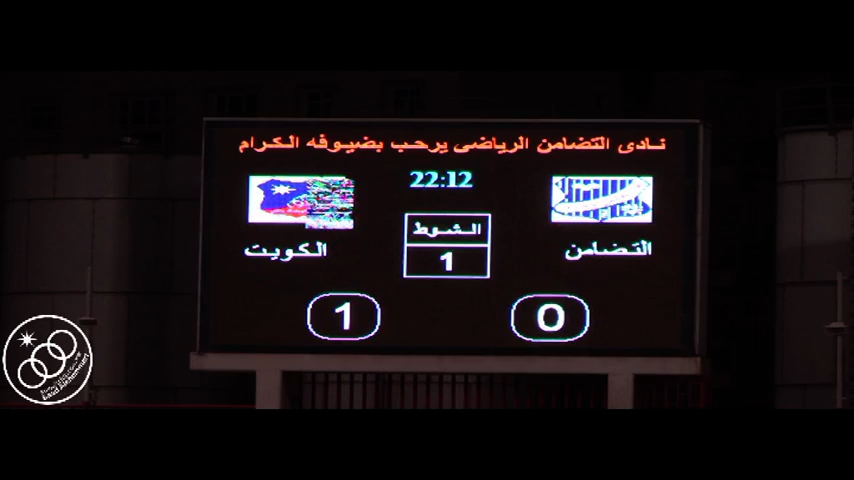 نادى التضامن الرياضى يرحب بضيوفه الكرام
22:12
الشوط
1
التضامن
الكويت
0
1